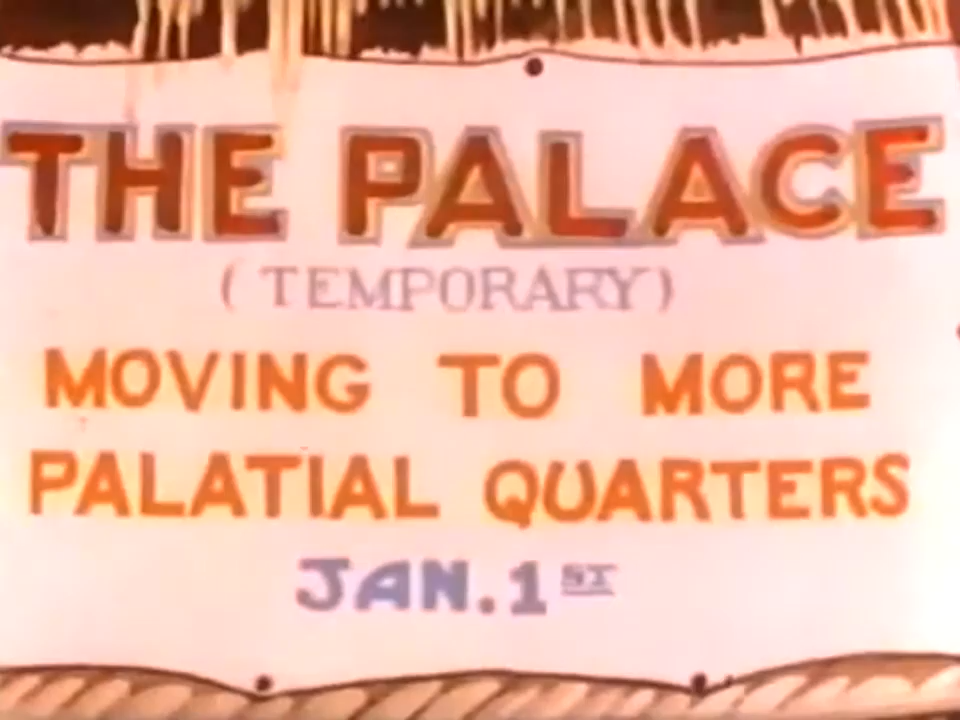 THE PALACE
(TEMPORARY)
MOVING TO MORE
PALATIAL QUARTERS
JAN. 1ST